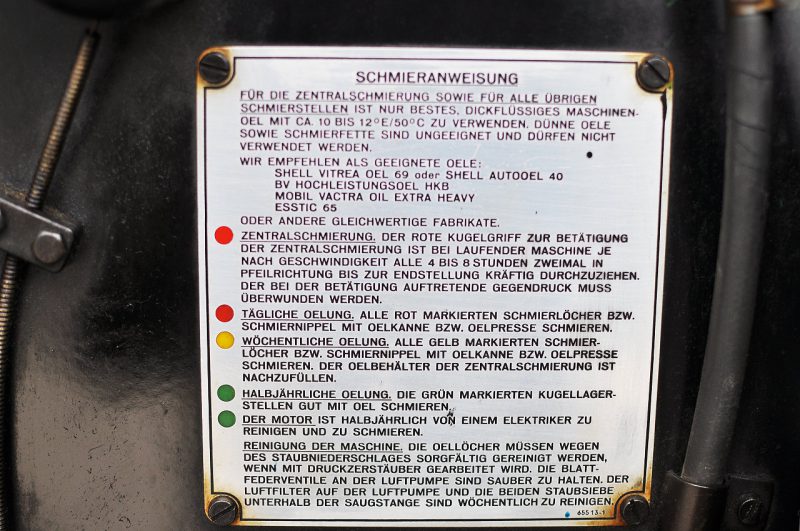 SCHMIERANWEISUNG
FÜR DIE ZENTRALSCHMIERUNG SOWIE FÜR ALLE ÜBRIGEN
SCHMIERSTELLEN IST NUR BESTES, DICKFLÜSSIGES MASCHINEN-
OEL MIT CA. 10 BIS 12°E/50°C ZU VERWENDEN. DÜNNE OELE
SOWIE SCHMIERFETTE SIND UNGEEIGNET UND DÜRFEN NICHT
VERWENDET WERDEN.
WIR EMPFEHLEN ALS GEEIGNETE OELE:
SHELL VITREA OEL 69 oder SHELL AUTOOEL 40
BV HOCHLEISTUNGSOEL HKB
MOBIL VACTRA OIL EXTRA HEAVY
ESSTIC 65
ODER ANDERE GLEICHWERTIGE FABRIKATE.
ZENTRALSCHMIERUNG. DER ROTE KUGELGRIFF ZUR BETÄTIGUNG
DER ZENTRALSCHMIERUNG IST BEI LAUFENDER MASCHINE JE
NACH GESCHWINDIGKEIT ALLE 4 BIS 8 STUNDEN ZWEIMAL IN
PFEILRICHTUNG BIS ZUR ENDSTELLUNG KRÄFTIG DURCHZUZIEHEN.
DER BEI DER BETÄTIGUNG AUFTRETENDE GEGENDRUCK MUSS
ÜBERWUNDEN WERDEN.
TÄGLICHE OELUNG. ALLE ROT MARKIERTEN SCHMIERLÖCHER BZW.
SCHMIERNIPPEL MIT OELKANNE BZW. OELPRESSE SCHMIEREN.
WÖCHENTLICHE OELUNG. ALLE GELB MARKIERTEN SCHMIER-
LÖCHER BZW. SCHMIERNIPPEL MIT OELKANNE BZW. OELPRESSE
SCHMIEREN. DER OELBEHÄLTER DER ZENTRALSCHMIERUNG IST
NACHZUFÜLLEN.
HALBJÄHRLICHE OELUNG. DIE GRÜN MARKIERTEN KUGELLAGER-
STELLEN GUT MIT OEL SCHMIEREN.
DER MOTOR IST HALBJÄHRLICH VON EINEM ELEKTRIKER ZU
REINIGEN UND ZU SCHMIEREN.
REINIGUNG DER MASCHINE. DIE OELLÖCHER MÜSSEN WEGEN
DES STAUBNIEDERSCHLAGES SORGFÄLTIG GEREINIGT WERDEN,
WENN MIT DRUCKZERSTÄUBER GEARBEITET WIRD. DIE BLATT-
FEDERVENTILE AN DER LUFTPUMPE SIND SAUBER ZU HALTEN. DER
LUFTFILTER AUF DER LUFTPUMPE UND DIE BEIDEN STAUBSIEBE
UNTERHALB DER SAUGSTANGE SIND WÖCHENTLICH ZU REINIGEN.
655 13-1